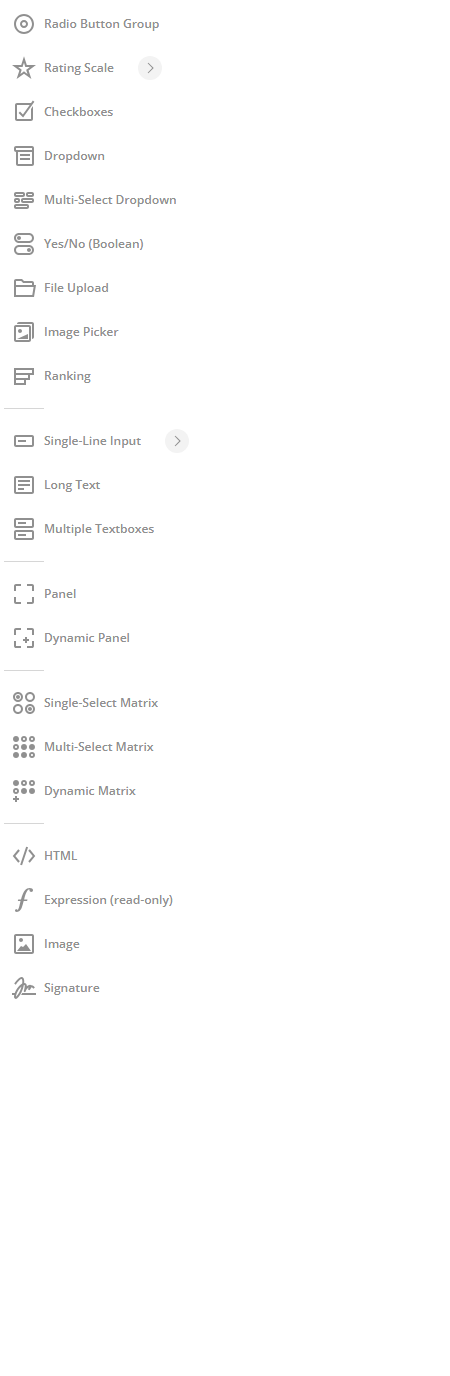 Radio Button Group
Rating Scale
Checkboxes
Dropdown
Multi-Select Dropdown
Yes/No (Boolean)
File Upload
Image Picker
Ranking
Single-Line Input
Long Text
Multiple Textboxes
Panel
Dynamic Panel
Single-Select Matrix
Multi-Select Matrix
Dynamic Matrix
HTML
Expression (read-only)
Image
Signature